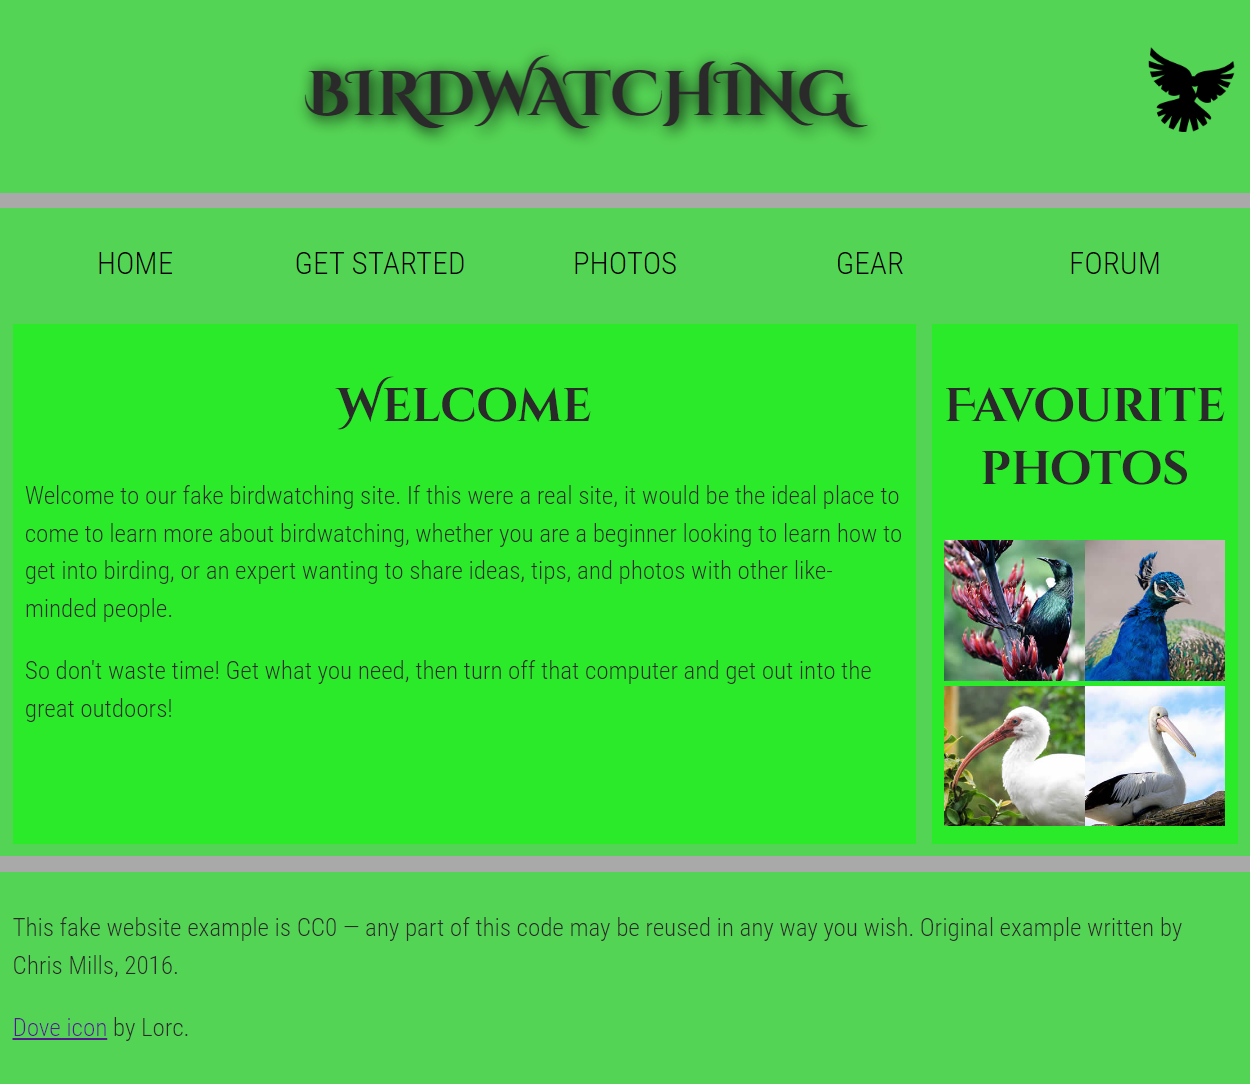 BIRDWATCHING
HOME
GET STARTED
PHOTOS
GEAR
FORUM
Welcome
Welcome to our fake birdwatching site. If this were a real site, it would be the ideal place to
come to learn more about birdwatching, whether you are a beginner looking to learn how to
get into birding, or an expert wanting to share ideas, tips, and photos with other like-
minded people.
So don't waste time! Get what you need, then turn off that computer and get out into the
great outdoors!
Favourite
photos
This fake website example is CC0 — any part of this code may be reused in any way you wish. Original example written by
Chris Mills, 2016.
Dove icon by Lorc.